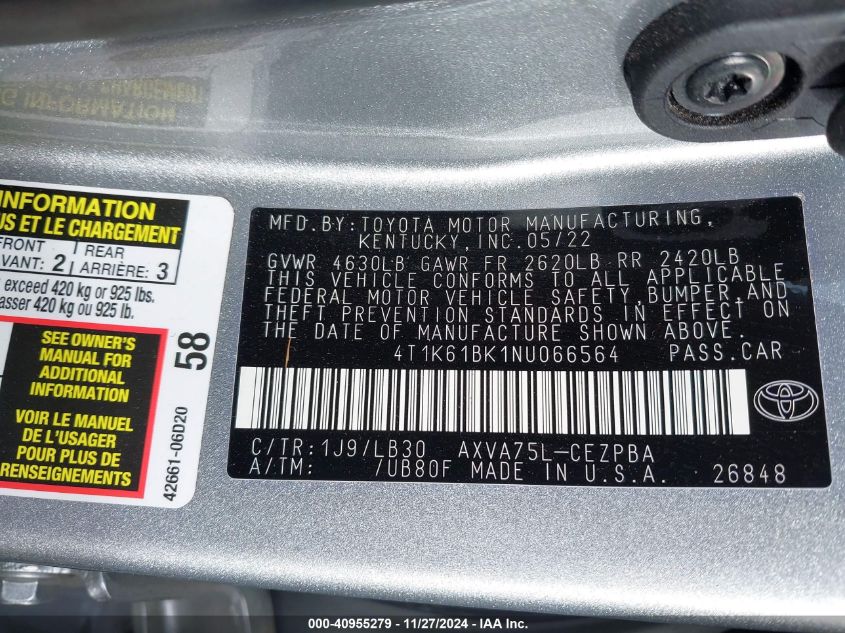 NG INFORMATION
INFORMATION
US ET LE CHARGEMENT
FRONT
AVANT: 2
REAR
ARRIÈRE: 3
exceed 420 kg or 925 lbs.
asser 420 kg ou 925 lb.
SEE OWNER'S
MANUAL FOR
ADDITIONAL
INFORMATION
VOIR LE MANUEL
DE L'USAGER
POUR PLUS DE
RENSEIGNEMENTS
58
42661-06D20
MFD.BY:TOYOTA MOTOR MANUFACTURING,
KENTUCKY,INC.05/22
GVWR 4630LB GAWR FR 2620LB RR 2420LB
THIS VEHICLE CONFORMS TO ALL APPLICABLE
FEDERAL MOTOR VEHICLE SAFETY,BUMPER,AND
THEFT PREVENTION STANDARDS IN EFFECT ON
THE DATE OF MANUFACTURE SHOWN ABOVE.
4T1K61BK1NU066564 PASS.CAR
C/TR:1J9/LB30 AXVA75L-CEZPBA
A/TM: 7UB80F MADE IN U.S.A. 26848
000-40955279 - 11/27/2024 - IAA Inc.